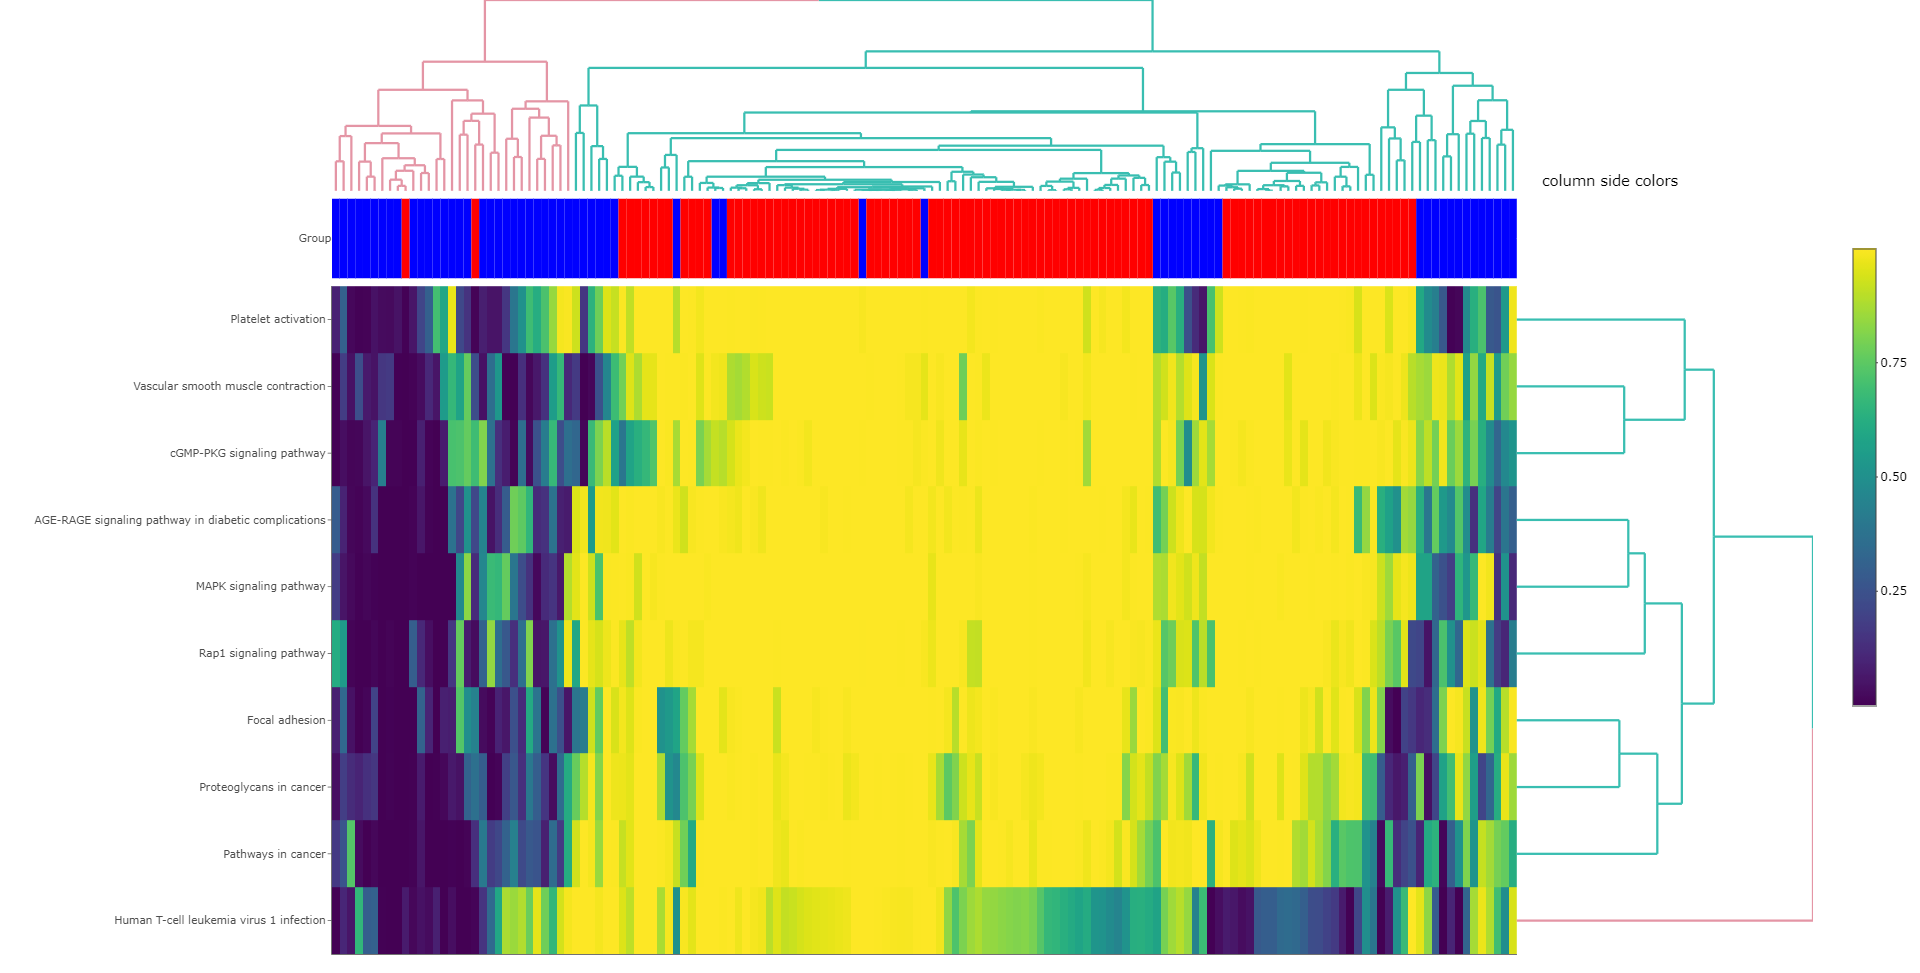 column side colors
Group
Platelet activation
Vascular smooth muscle contraction
cGMP-PKG signaling pathway
AGE-RAGE signaling pathway in diabetic complications
MAPK signaling pathway
Rap1 signaling pathway
Focal adhesion
Proteoglycans in cancer
Pathways in cancer
Human T-cell leukemia virus 1 infection
0.75
0.50
0.25